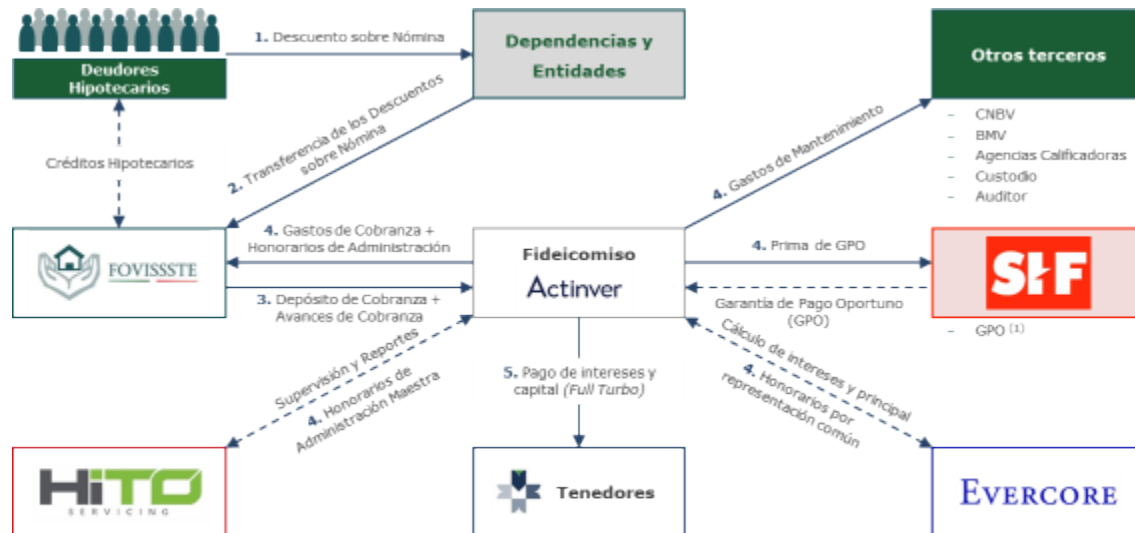 1. Descuento sobre Nómina
Dependencias y
Entidades
Otros terceros
Deudores
Hipotecarios
Créditos Hipotecarios
2. Transferencia de los Descuentos
sobre Nómina
4. Gastos de Mantenimiento
– CNBV
– BMV
– Agencias Calificadoras
– Custodio
– Auditor
FOVISSSTE
4. Gastos de Cobranza +
Honorarios de Administración
3. Depósito de Cobranza +
Avances de Cobranza
Fideicomiso
Actinver
4. Prima de GPO
Garantía de Pago Oportuno
(GPO)
SHF
– GPO (1)
Supervisión y Reportes
4. Honorarios de
Administración Maestra
5. Pago de intereses y
capital (Full Turbo)
Cálculo de intereses y principal
4. Honorarios por
representación común
HiTO
SERVICING
Tenedores
EVERCORE